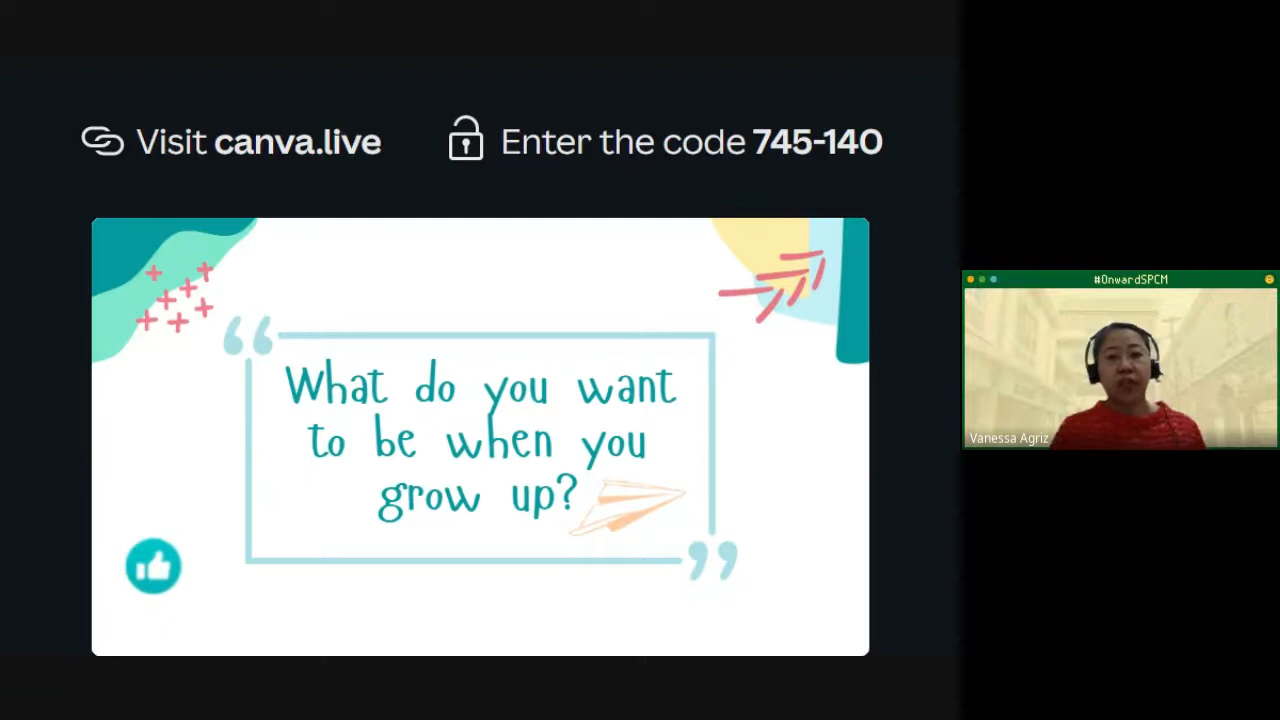 Visit canva.live
Enter the code 745-140
“
What do you want
to be when you
grow up?
”
#OnwardSPCM
Vanessa Agriz